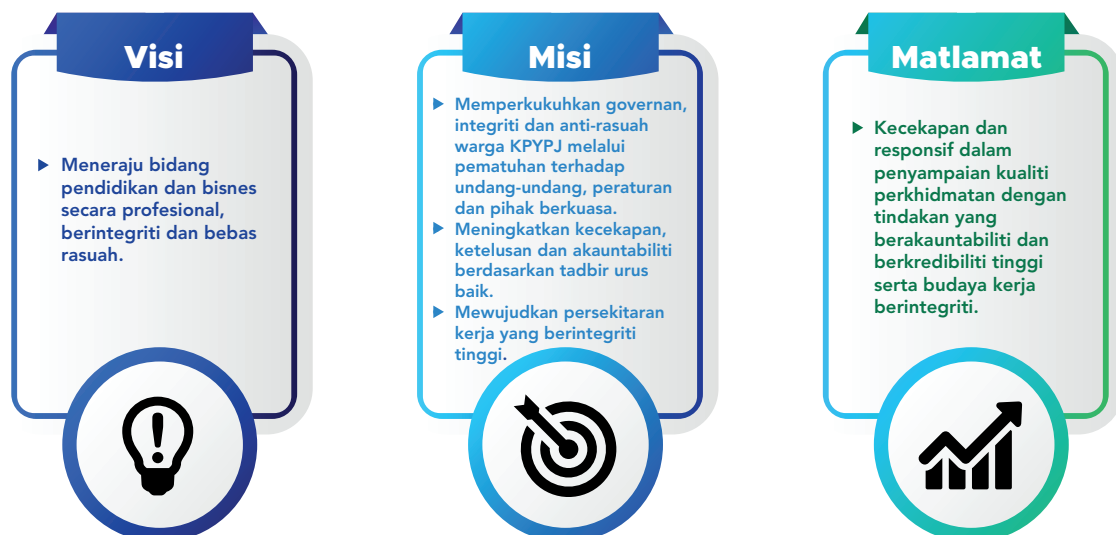 Visi
Meneraju bidang
pendidikan dan bisnes
secara profesional,
berintegriti dan bebas
rasuah.
Misi
Memperkukuhkan governan,
integriti dan anti-rasuah
warga KPYPJ melalui
pematuhan terhadap
undang-undang, peraturan
dan pihak berkuasa.
Meningkatkan kecekapan,
ketelusan dan akauntabiliti
berdasarkan tadbir urus
baik.
Mewujudkan persekitaran
kerja yang berintegriti
tinggi.
Matlamat
Kecekapan dan
responsif dalam
penyampaian kualiti
perkhidmatan dengan
tindakan yang
berakauntabiliti dan
berkredibiliti tinggi
serta budaya kerja
berintegriti.